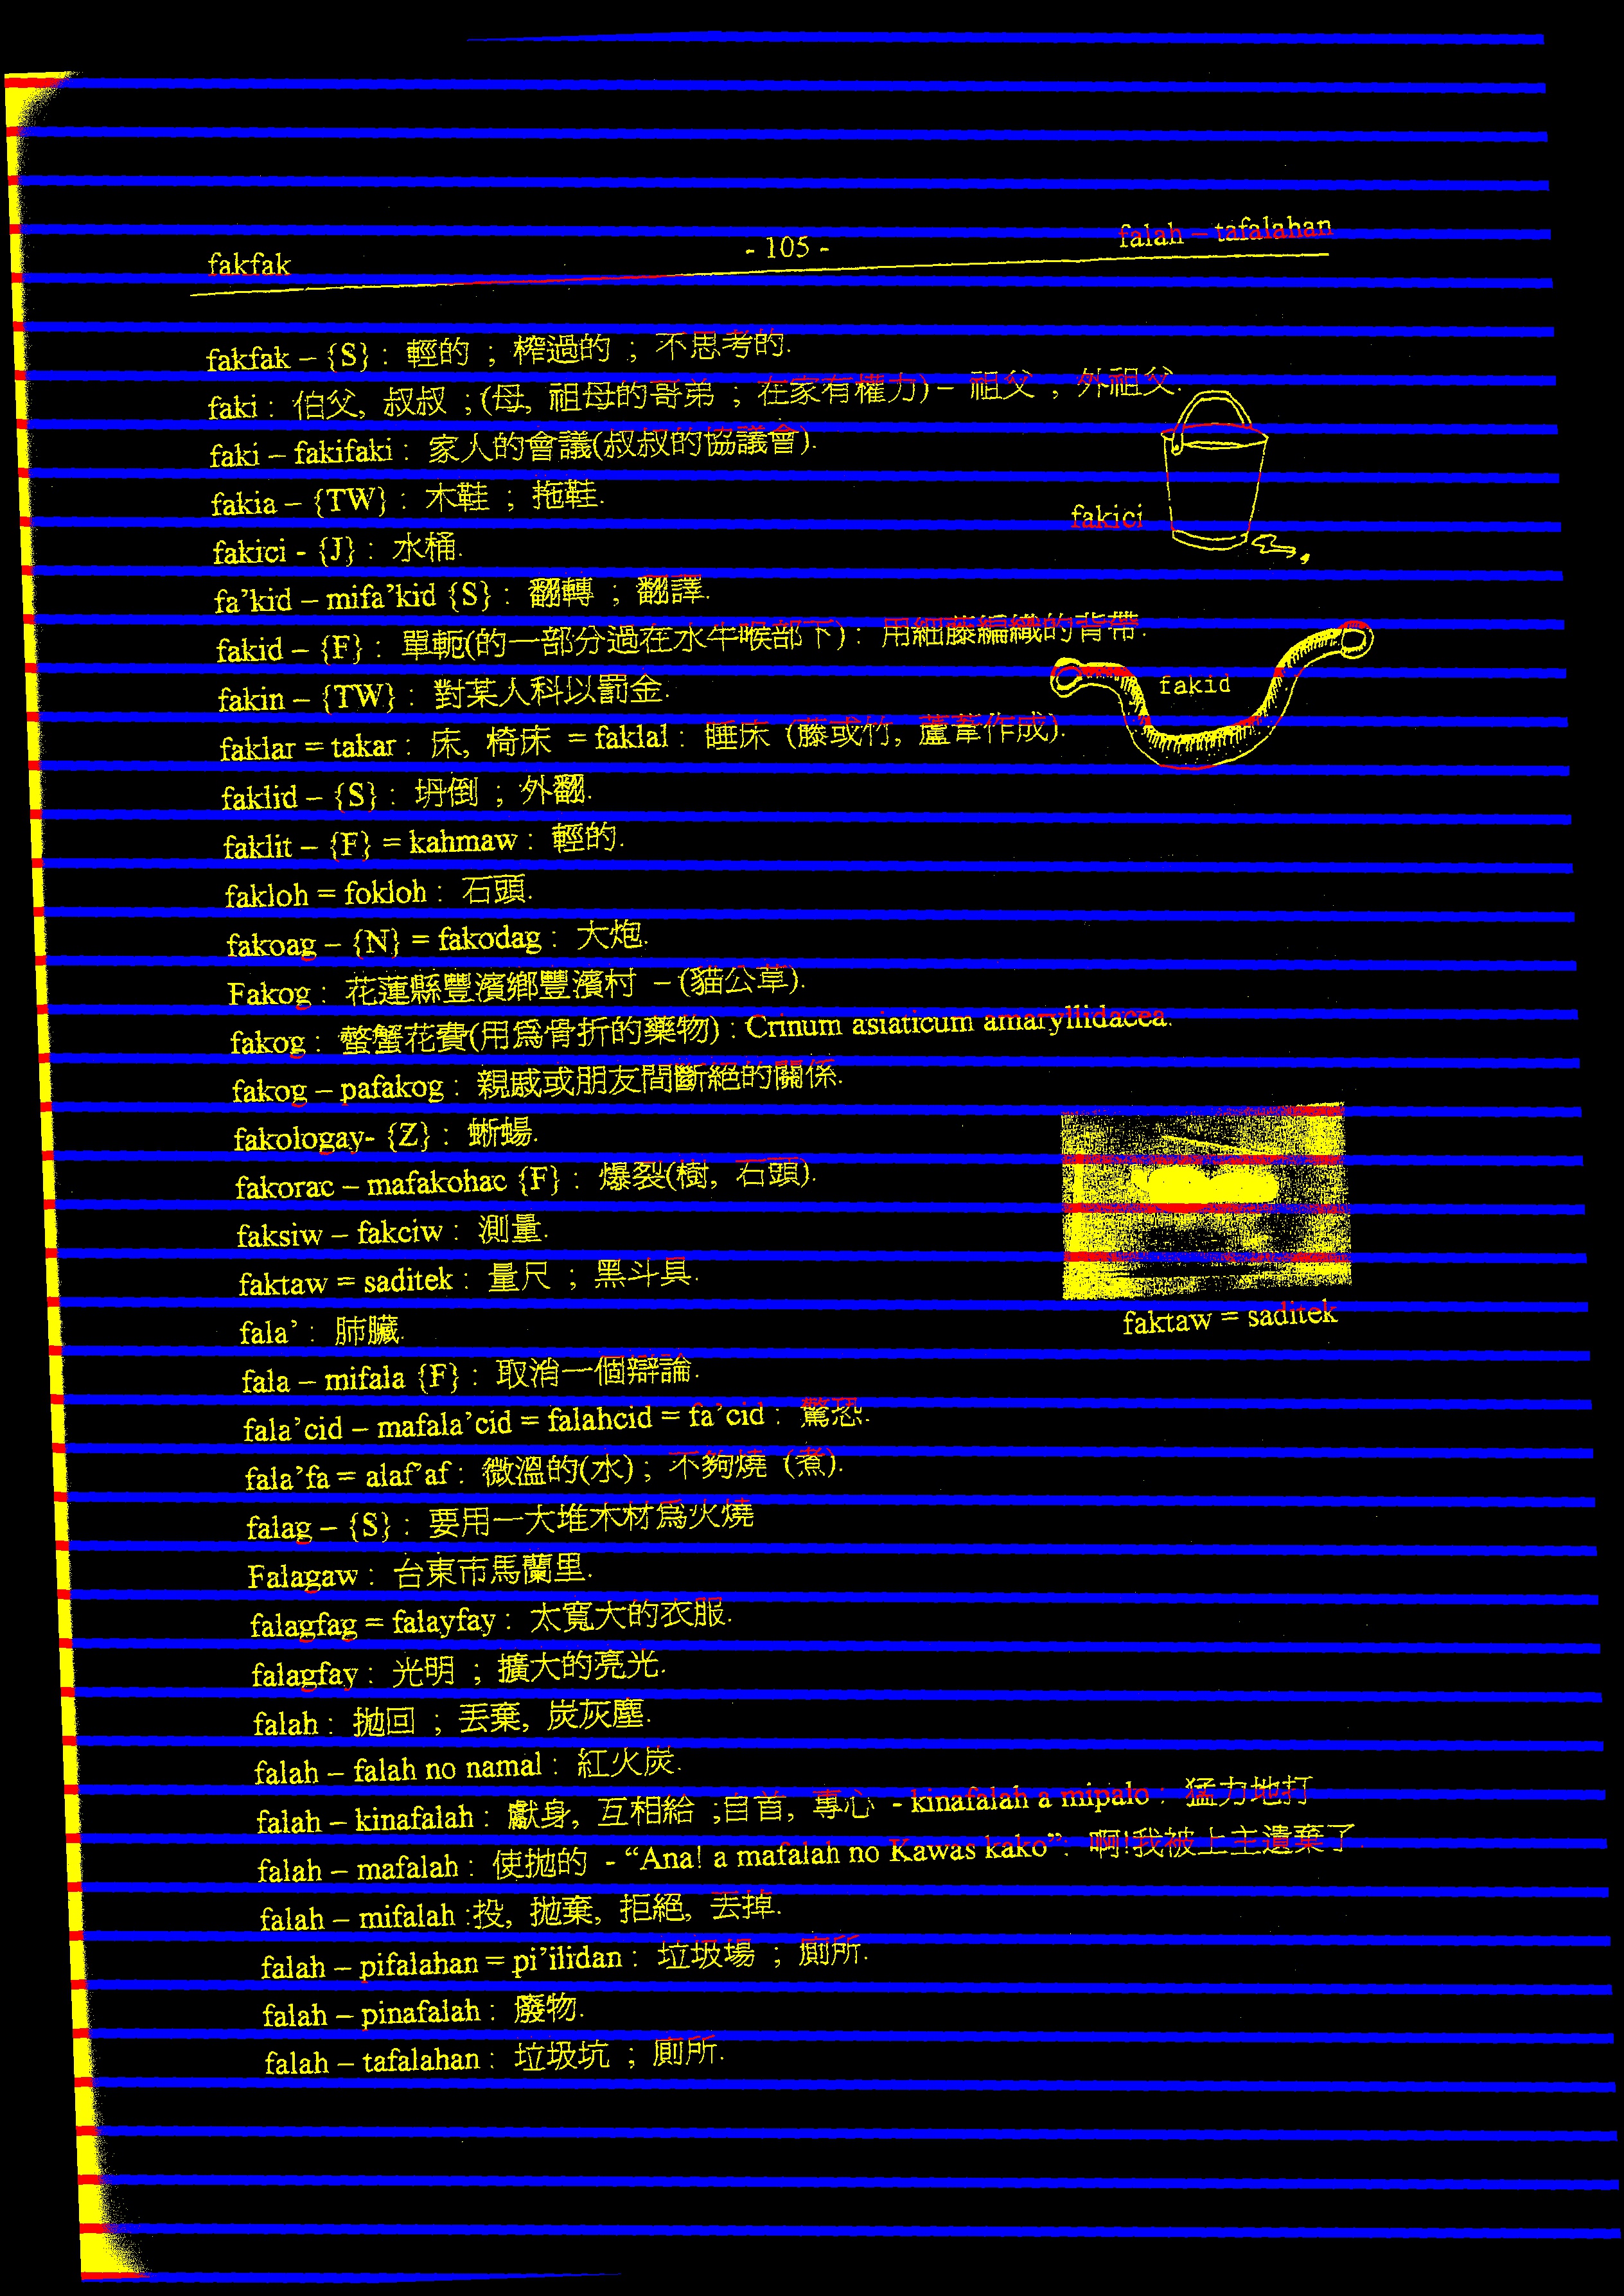 fakfak - 105 - falah – tafalahan
fakfak – {S} : 輕的 ; 榨過的 ; 不思考的.
faki : 伯父, 叔叔 ; (母, 祖母的哥弟 ; 在家有權力) – 祖父 , 外祖父.
faki – fakifaki : 家人的會議(叔叔的協議會).
fakia – {TW} : 木鞋 ; 拖鞋.
fakici
fakici - {J} : 水桶.
fa’kid – mifa’kid {S} : 翻轉 ; 翻譯.
fakid – {F} : 單軛(的一部分過在水牛喉部下) : 用細藤編織的背帶.
fakid
fakin – {TW} : 對某人科以罰金.
faklar = takar : 床, 椅床 = faklal : 睡床 (藤或竹, 蘆葦作成).
faklid – {S} : 坍倒 ; 外翻.
faklit – {F} = kahmaw : 輕的.
fakloh = fokloh : 石頭.
fakoag – {N} = fakodag : 大炮.
Fakog : 花蓮縣豐濱鄉豐濱村 – (貓公草).
fakog : 螯蟹花費(用爲骨折的藥物) : Crinum asiaticum amaryllidacea.
fakog – pafakog : 親戚或朋友間斷絕的關係.
fakologay- {Z} : 蜥蝪.
fakorac – mafakohac {F} : 爆裂(樹, 石頭).
faksiw – fakciw : 測量.
faktaw = saditek : 量尺 ; 黑斗具.
faktaw = saditek
fala’ : 肺臟.
fala – mifala {F} : 取消一個辯論.
fala’cid – mafala’cid = falahcid = fa’cid : 驚恐.
fala’fa = alaf’af : 微溫的(水) ; 不夠燒 (煮).
falag – {S} : 要用一大堆木材爲火燒
Falagaw : 台東市馬蘭里.
falagfag = falayfay : 太寬大的衣服.
falagfay : 光明 ; 擴大的亮光.
falah : 拋回 ; 丟棄, 炭灰塵.
falah – falah no namal : 紅火炭.
falah – kinafalah : 獻身, 互相給 ;自首, 專心 - kinafalah a mipalo : 猛力地打
falah – mafalah : 使拋的 - “Ana! a mafalah no Kawas kako”: 啊!我被上主遺棄了.
falah – mifalah :投, 拋棄, 拒絕, 丟掉.
falah – pifalahan = pi’ilidan : 垃圾場 ; 廁所.
falah – pinafalah : 廢物.
falah – tafalahan : 垃圾坑 ; 廁所.